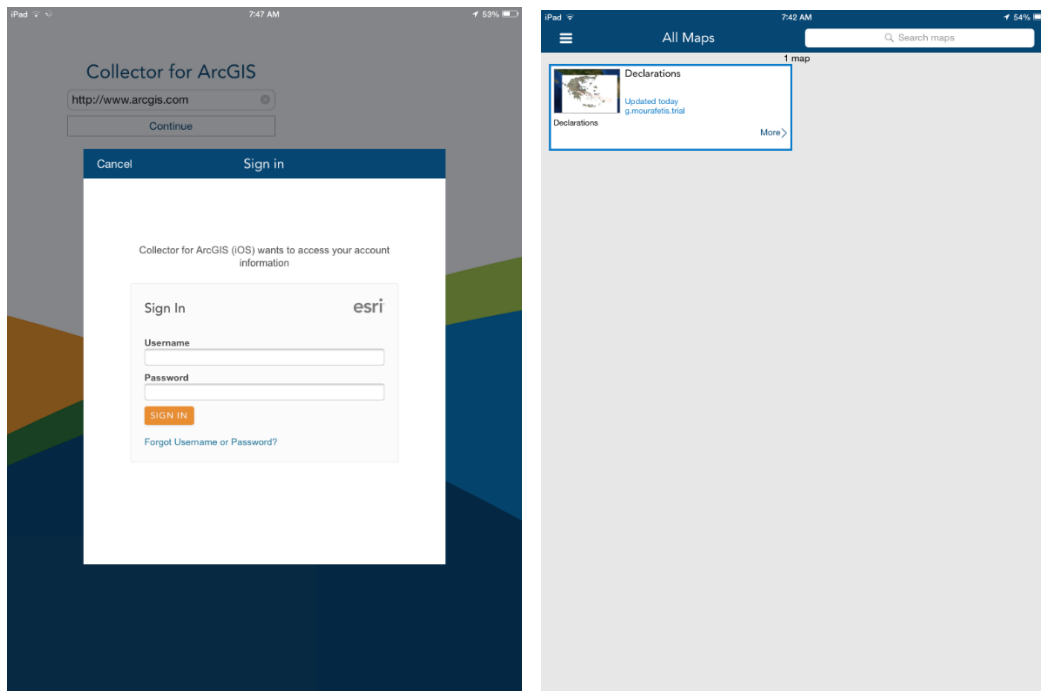 iPad
7:47 AM
53%
Collector for ArcGIS
http://www.arcgis.com
Continue
Cancel
Sign in
Collector for ArcGIS (iOS) wants to access your account
information
Sign In
esri
Username
Password
SIGN IN
Forgot Username or Password?
iPad
7:42 AM
54%
All Maps
Search maps
1 map
Declarations
Updated today
g.mourafetis.trial
Declarations
More